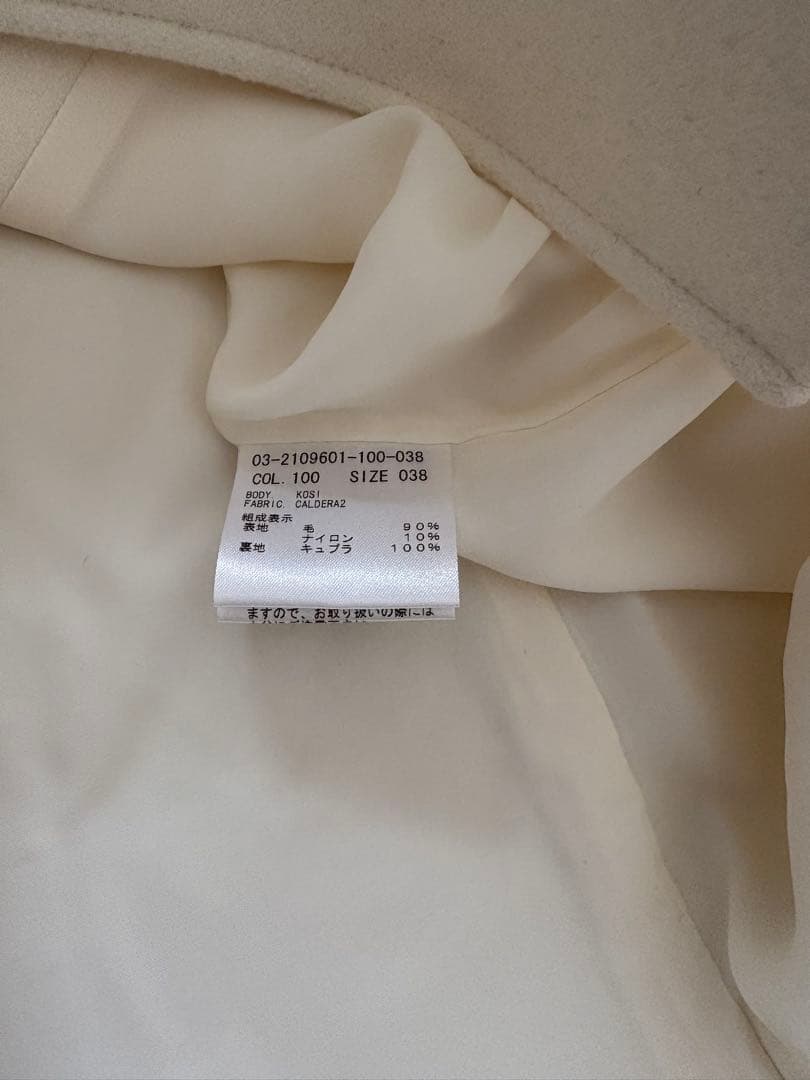 03-2109601-100-038
COL. 100 SIZE 038
BODY. KOSI
FABRIC. CALDERA2
組成表示
表地 毛 90%
ナイロン 10%
裏地 キュプラ 100%
ますので、お取り扱いの際には